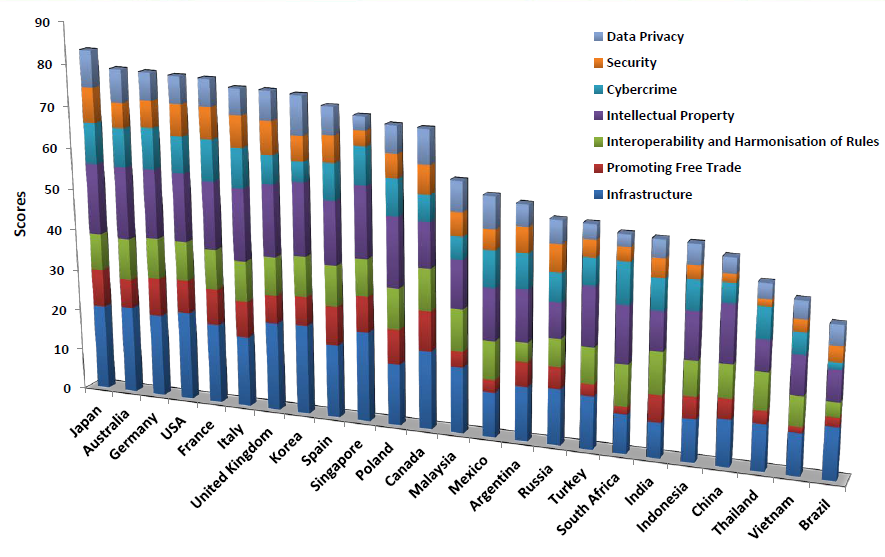 90
80
70
60
50
40
30
20
10
0
Scores
Data Privacy
Security
Cybercrime
Intellectual Property
Interoperability and Harmonisation of Rules
Promoting Free Trade
Infrastructure
Japan
Australia
Germany
USA
France
Italy
United Kingdom
Korea
Spain
Singapore
Poland
Canada
Malaysia
Mexico
Argentina
Russia
Turkey
South Africa
India
Indonesia
China
Thailand
Vietnam
Brazil